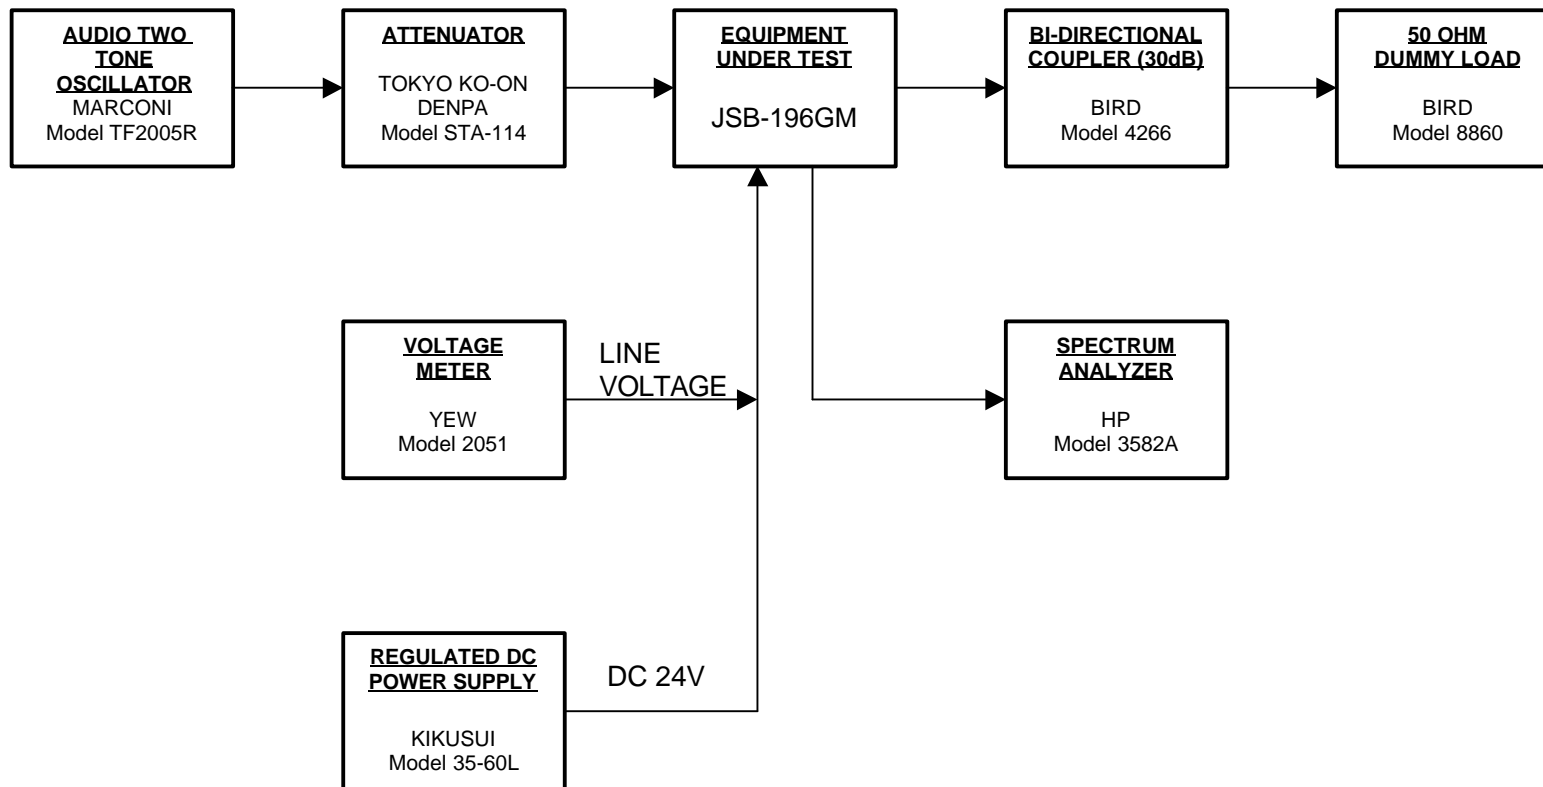 AUDIO TWO
TONE
OSCILLATOR
MARCONI
Model TF2005R
ATTENUATOR
TOKYO KO-ON
DENPA
Model STA-114
EQUIPMENT
UNDER TEST
JSB-196GM
BI-DIRECTIONAL
COUPLER (30dB)
BIRD
Model 4266
50 OHM
DUMMY LOAD
BIRD
Model 8860
VOLTAGE
METER
YEW
Model 2051
LINE
VOLTAGE
SPECTRUM
ANALYZER
HP
Model 3582A
REGULATED DC
POWER SUPPLY
KIKUSUI
Model 35-60L
DC 24V